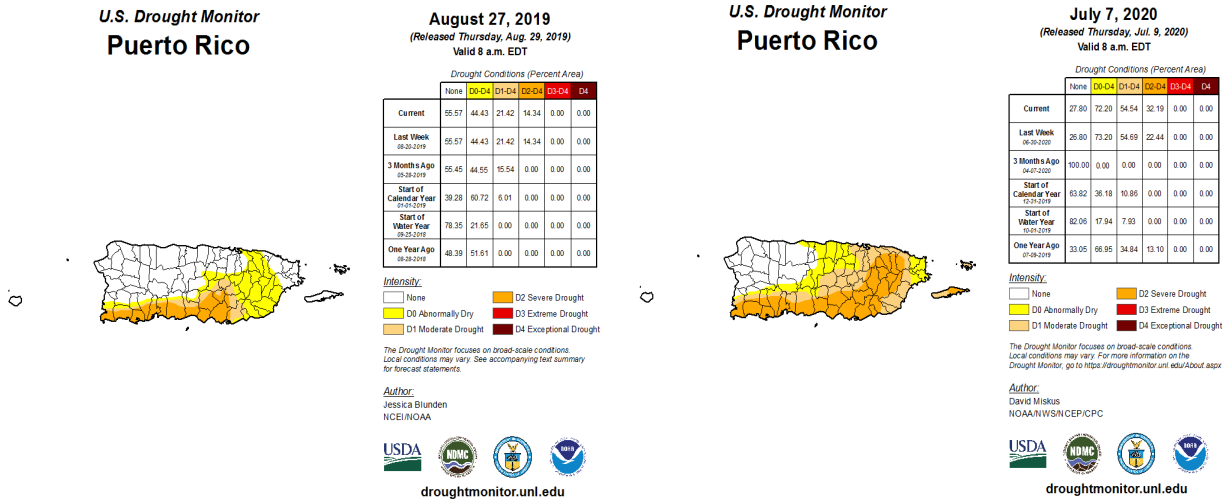 U.S. Drought Monitor
Puerto Rico
August 27, 2019
(Released Thursday, Aug. 29, 2019)
Valid 8 a.m. EDT
Drought Conditions (Percent Area)
None D0-D4 D1-D4 D2-D4 D3-D4 D4
Current 55.57 44.43 21.42 14.34 0.00 0.00
Last Week 55.57 44.43 21.42 14.34 0.00 0.00
08-20-2019
3 Months Ago 55.45 44.55 15.54 0.00 0.00 0.00
05-28-2019
Start of
Calendar Year 39.28 60.72 6.01 0.00 0.00 0.00
01-01-2019
Start of
Water Year 78.35 21.65 0.00 0.00 0.00 0.00
09-25-2018
One Year Ago 48.39 51.61 0.00 0.00 0.00 0.00
08-28-2018
Intensity:
None
D0 Abnormally Dry
D1 Moderate Drought
D2 Severe Drought
D3 Extreme Drought
D4 Exceptional Drought
The Drought Monitor focuses on broad-scale conditions.
Local conditions may vary. See accompanying text summary
for forecast statements.
Author:
Jessica Blunden
NCEI/NOAA
USDA
NDMC
NOAA
droughtmonitor.unl.edu
U.S. Drought Monitor
Puerto Rico
July 7, 2020
(Released Thursday, Jul. 9, 2020)
Valid 8 a.m. EDT
Drought Conditions (Percent Area)
None D0-D4 D1-D4 D2-D4 D3-D4 D4
Current 27.80 72.20 54.54 32.19 0.00 0.00
Last Week 26.80 73.20 54.69 22.44 0.00 0.00
06-30-2020
3 Months Ago 100.00 0.00 0.00 0.00 0.00 0.00
04-07-2020
Start of
Calendar Year 63.82 36.18 10.86 0.00 0.00 0.00
12-31-2019
Start of
Water Year 82.06 17.94 7.93 0.00 0.00 0.00
10-01-2019
One Year Ago 33.05 66.95 34.84 13.10 0.00 0.00
07-09-2019
Intensity:
None
D0 Abnormally Dry
D1 Moderate Drought
D2 Severe Drought
D3 Extreme Drought
D4 Exceptional Drought
The Drought Monitor focuses on broad-scale conditions.
Local conditions may vary. For more information on the
Drought Monitor, go to https://droughtmonitor.unl.edu/About.aspx
Author:
David Miskus
NOAA/NWS/NCEP/CPC
USDA
NDMC
NOAA
droughtmonitor.unl.edu